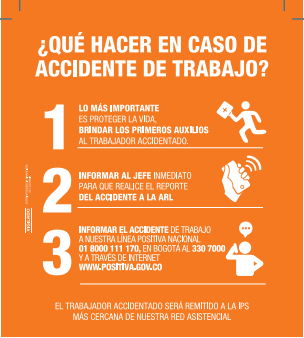 ¿QUÉ HACER EN CASO DE
ACCIDENTE DE TRABAJO?
1
LO MÁS IMPORTANTE
ES PROTEGER LA VIDA,
BRINDAR LOS PRIMEROS AUXILIOS
AL TRABAJADOR ACCIDENTADO.
2
INFORMAR AL JEFE INMEDIATO
PARA QUE REALICE EL REPORTE
DEL ACCIDENTE A LA ARL
3
INFORMAR EL ACCIDENTE DE TRABAJO
A NUESTRA LÍNEA POSITIVA NACIONAL
01 8000 111 170, EN BOGOTÁ AL 330 7000
Y A TRAVÉS DE INTERNET
WWW.POSITIVA.GOV.CO
EL TRABAJADOR ACCIDENTADO SERÁ REMITIDO A LA IPS
MÁS CERCANA DE NUESTRA RED ASISTENCIAL